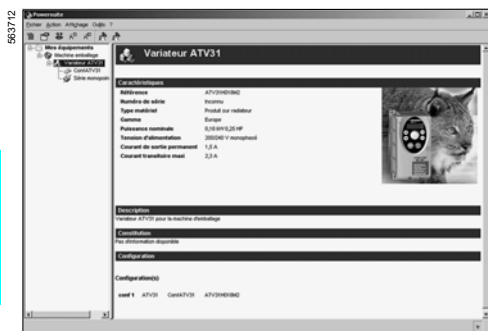 563712
Powersuite
Fichier Action Affichage Outils ?
Mes équipements
Machine emballage
Variateur ATV31
ConfATV31
Série monopoin
Variateur ATV31
Caractéristiques
Référence ATV31H018M2
Numéro de série Inconnu
Type matériel Produit sur radiateur
Gamme Europe
Puissance nominale 0,18 kW/0,25 HP
Tension d'alimentation 200/240 V monophasé
Courant de sortie permanent 1,5 A
Courant transitoire maxi 2,3 A
Description
Variateur ATV31 pour la machine d'emballage
Constitution
Pas d'information disponible
Configuration
Configuration(s)
conf 1 ATV31 ConfATV31 ATV31H018M2